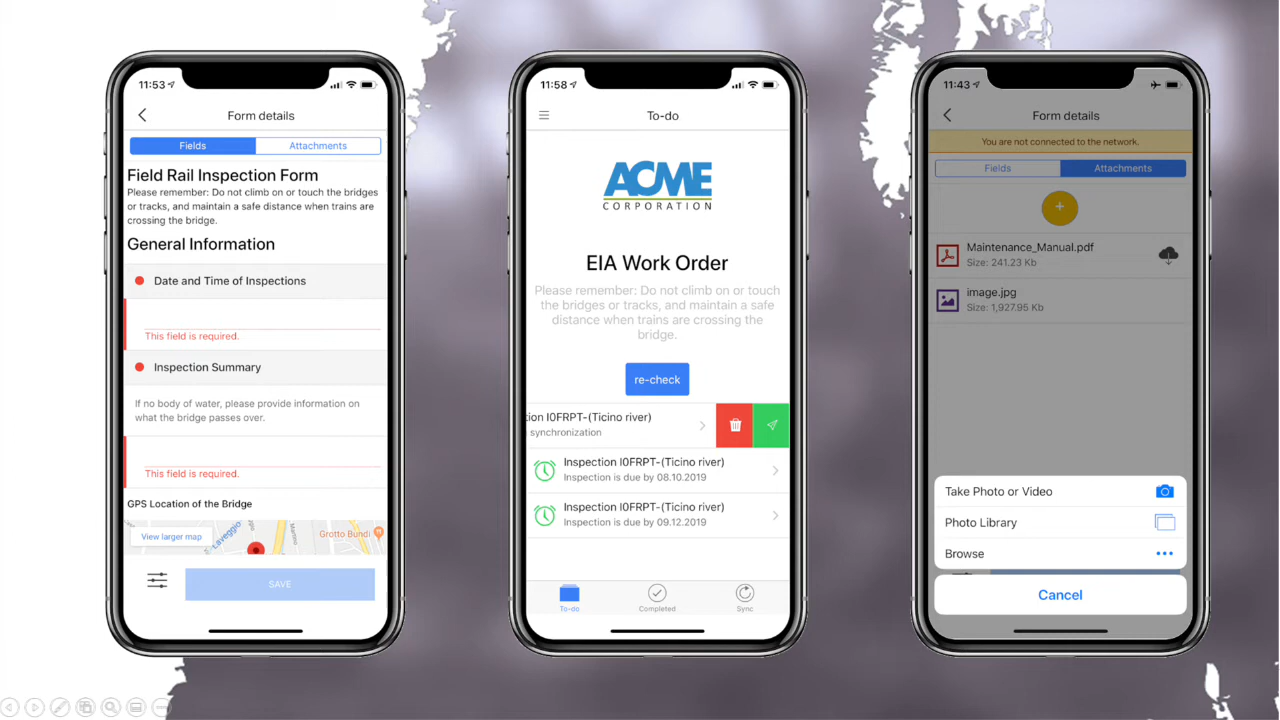 11:53
Form details
Fields
Attachments
Field Rail Inspection Form
Please remember: Do not climb on or touch the bridges
or tracks, and maintain a safe distance when trains are
crossing the bridge.
General Information
Date and Time of Inspections
This field is required.
Inspection Summary
If no body of water, please provide information on
what the bridge passes over.
This field is required.
GPS Location of the Bridge
View larger map
Laveggio
Grotto Bundi
SAVE
11:58
To-do
ACME
CORPORATION
EIA Work Order
Please remember: Do not climb on or touch
the bridges or tracks, and maintain a safe
distance when trains are crossing the
bridge.
re-check
tion I0FRPT-(Ticino river)
synchronization
Inspection I0FRPT-(Ticino river)
Inspection is due by 08.10.2019
Inspection I0FRPT-(Ticino river)
Inspection is due by 09.12.2019
To-do
Completed
Sync
11:43
Form details
You are not connected to the network.
Fields
Attachments
Maintenance_Manual.pdf
Size: 241.23 Kb
image.jpg
Size: 1,927.95 Kb
Take Photo or Video
Photo Library
Browse
Cancel